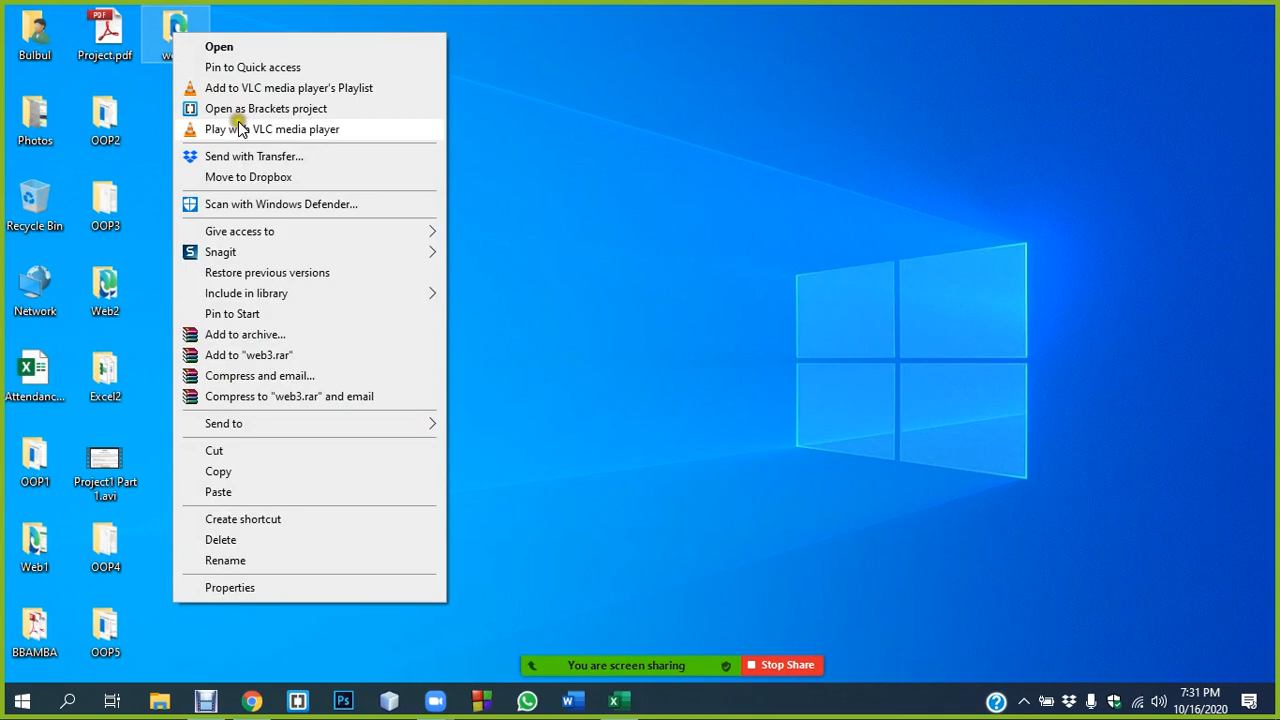 Bulbul
Project.pdf
Photos
OOP2
Recycle Bin
OOP3
Network
Web2
Attendanc...
Excel2
OOP1
Project1 Part
1.avi
Web1
OOP4
BBAMBA
OOP5
Open
Pin to Quick access
Add to VLC media player's Playlist
Open as Brackets project
Play with VLC media player
Send with Transfer...
Move to Dropbox
Scan with Windows Defender...
Give access to
Snagit
Restore previous versions
Include in library
Pin to Start
Add to archive...
Add to "web3.rar"
Compress and email...
Compress to "web3.rar" and email
Send to
Cut
Copy
Paste
Create shortcut
Delete
Rename
Properties
You are screen sharing
Stop Share
7:31 PM
10/16/2020